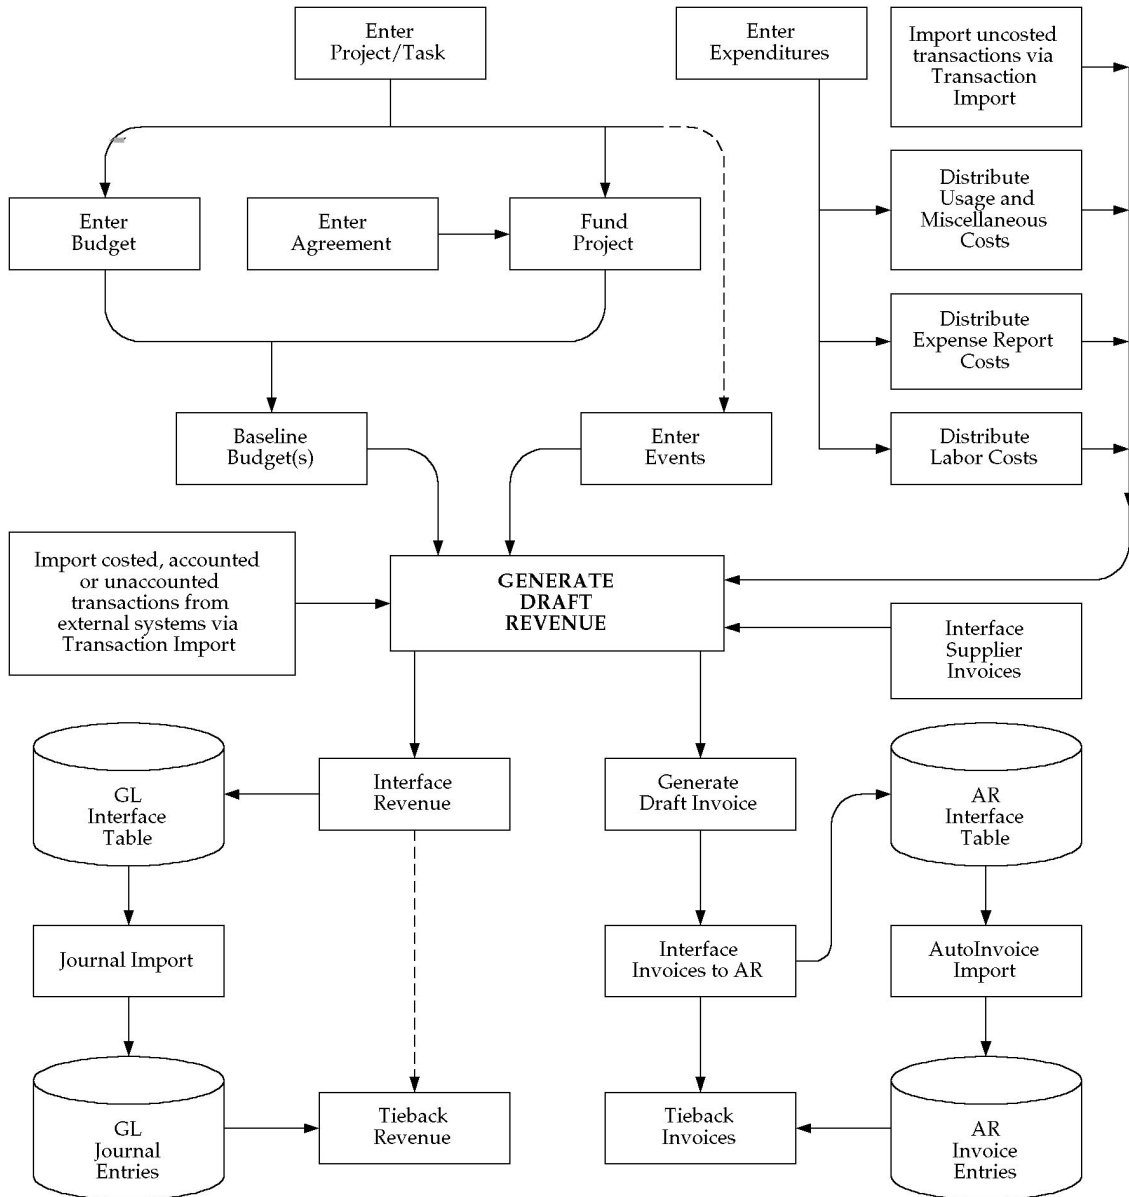 Enter
Project/Task
Enter
Expenditures
Import uncosted
transactions via
Transaction
Import
Enter
Budget
Enter
Agreement
Fund
Project
Distribute
Usage and
Miscellaneous
Costs
Distribute
Expense Report
Costs
Baseline
Budget(s)
Enter
Events
Distribute
Labor Costs
Import costed, accounted
or unaccounted
transactions from
external systems via
Transaction Import
GENERATE
DRAFT
REVENUE
Interface
Supplier
Invoices
GL
Interface
Table
Interface
Revenue
Generate
Draft Invoice
AR
Interface
Table
Journal Import
Interface
Invoices to AR
AutoInvoice
Import
GL
Journal
Entries
Tieback
Revenue
Tieback
Invoices
AR
Invoice
Entries